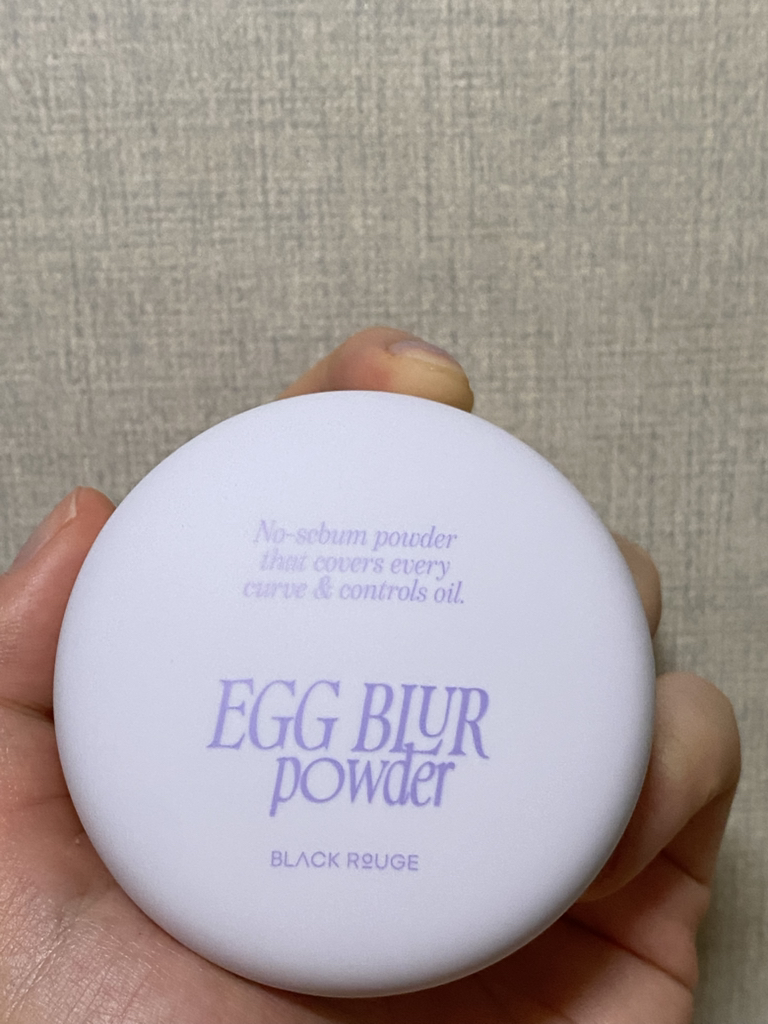 No-sebum powder
that covers every
curve & controls oil.
EGG BLUR
powder
BLACK ROUGE